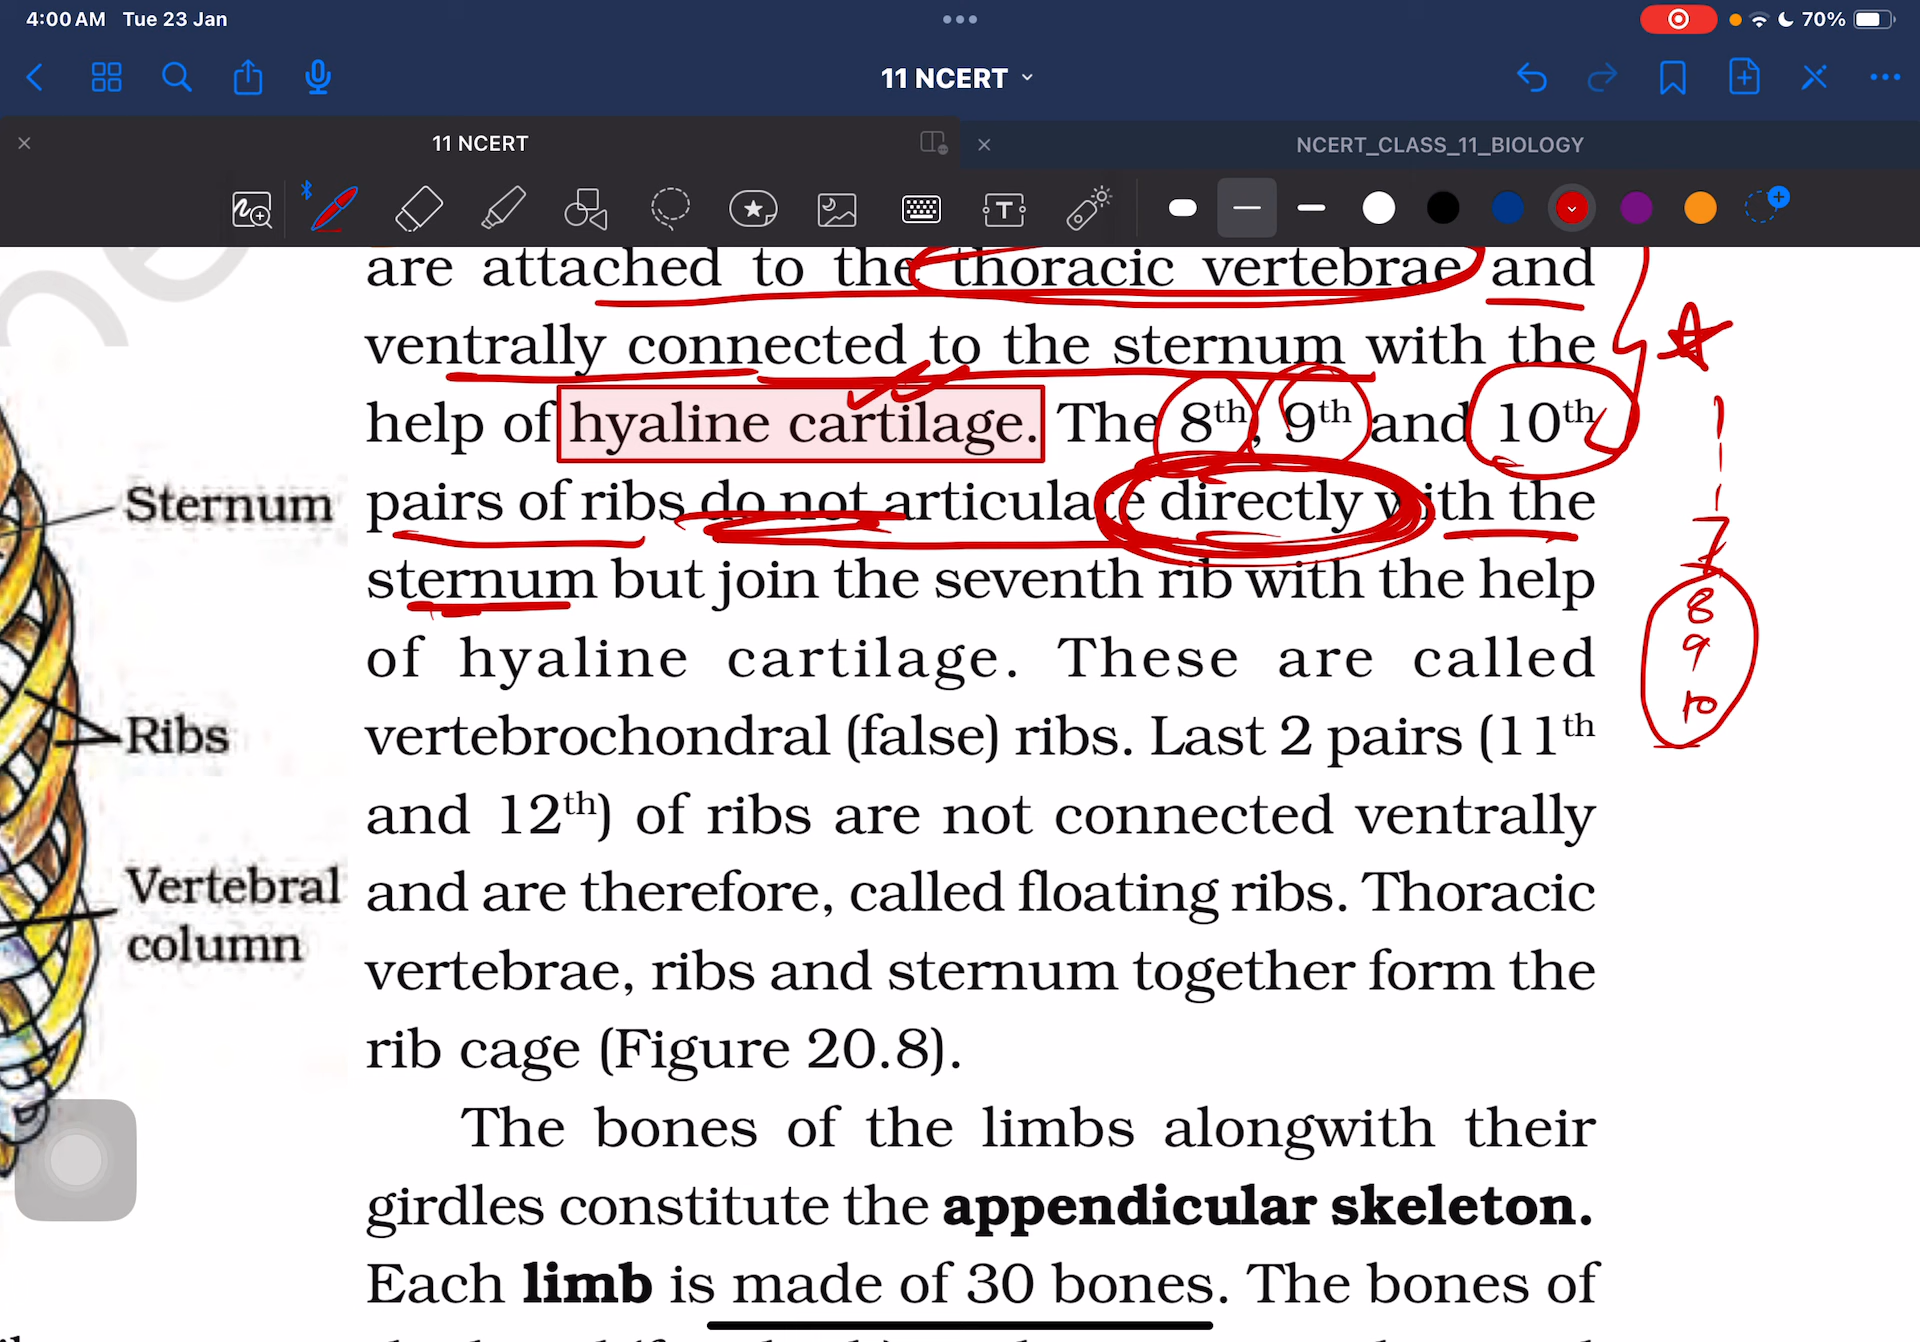 4:00 AM Tue 23 Jan
70%
11 NCERT
11 NCERT
NCERT_CLASS_11_BIOLOGY
T
are attached to the thoracic vertebrae and
ventrally connected to the sternum with the
help of hyaline cartilage. The 8th, 9th and 10th
pairs of ribs do not articulate directly with the
sternum but join the seventh rib with the help
of hyaline cartilage. These are called
vertebrochondral (false) ribs. Last 2 pairs (11th
and 12th) of ribs are not connected ventrally
and are therefore, called floating ribs. Thoracic
vertebrae, ribs and sternum together form the
rib cage (Figure 20.8).
The bones of the limbs alongwith their
girdles constitute the appendicular skeleton.
Each limb is made of 30 bones. The bones of
Sternum
Ribs
Vertebral
column
1
7
8
9
10